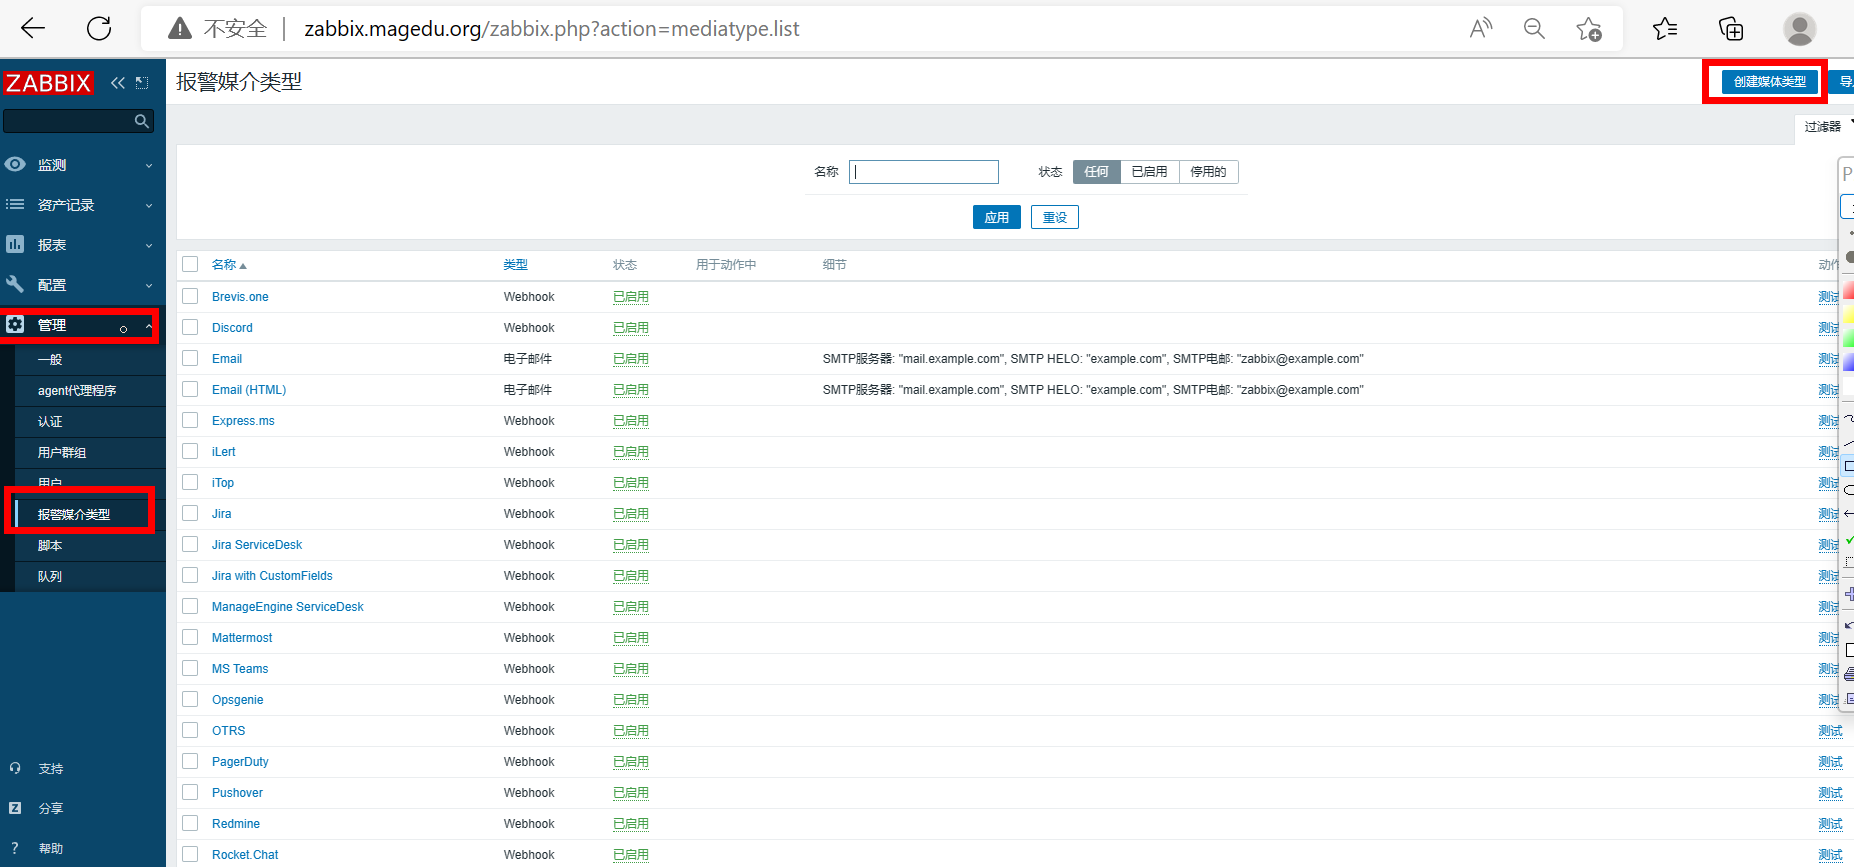 不安全 zabbix.magedu.org/zabbix.php?action=mediatype.list
ZABBIX
报警媒介类型
创建媒体类型
过滤器
监测
资产记录
报表
配置
管理
一般
agent代理程序
认证
用户群组
用户
报警媒介类型
脚本
队列
支持
分享
帮助
名称 状态 任何 已启用 停用的
应用 重设
名称 类型 状态 用于动作中 细节 动作
Brevis.one Webhook 已启用 测试
Discord Webhook 已启用 测试
Email 电子邮件 已启用 SMTP服务器: "mail.example.com", SMTP HELO: "example.com", SMTP电邮: "zabbix@example.com" 测试
Email (HTML) 电子邮件 已启用 SMTP服务器: "mail.example.com", SMTP HELO: "example.com", SMTP电邮: "zabbix@example.com" 测试
Express.ms Webhook 已启用 测试
iLert Webhook 已启用 测试
iTop Webhook 已启用 测试
Jira Webhook 已启用 测试
Jira ServiceDesk Webhook 已启用 测试
Jira with CustomFields Webhook 已启用 测试
ManageEngine ServiceDesk Webhook 已启用 测试
Mattermost Webhook 已启用 测试
MS Teams Webhook 已启用 测试
Opsgenie Webhook 已启用 测试
OTRS Webhook 已启用 测试
PagerDuty Webhook 已启用 测试
Pushover Webhook 已启用 测试
Redmine Webhook 已启用 测试
Rocket.Chat Webhook 已启用 测试